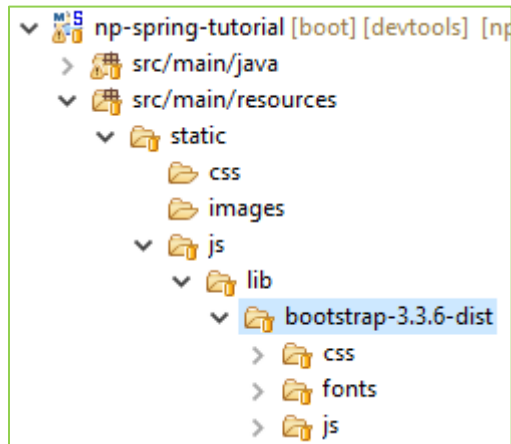 np-spring-tutorial [boot] [devtools] [np
src/main/java
src/main/resources
static
css
images
js
lib
bootstrap-3.3.6-dist
css
fonts
js